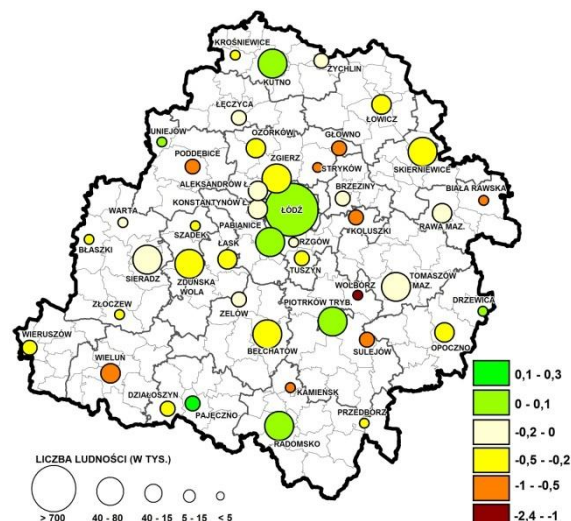 KROŚNIEWICE
ŻYCHLIN
KUTNO
ŁĘCZYCA
ŁOWICZ
UNIEJÓW
OZORKÓW
GŁOWNO
PODDĘBICE
ZGIERZ
STRYKÓW
SKIERNIEWICE
ALEKSANDRÓW Ł.
BRZEZINY
BIAŁA RAWSKA
KONSTANTYNÓW Ł.
ŁÓDŹ
WARTA
PABIANICE
KOLUSZKI
RAWA MAZ.
SZADEK
RZGÓW
BŁASZKI
ŁASK
TUSZYN
SIERADZ
ZDUŃSKA
WOLA
TOMASZÓW
MAZ.
WOLBÓRZ
ZŁOCZEW
ZELÓW
PIOTRKÓW TRYB.
DRZEWICA
WIERUSZÓW
BEŁCHATÓW
OPOCZNO
WIELUŃ
SULEJÓW
DZIAŁOSZYN
PAJĘCZNO
KAMIEŃSK
PRZEDBÓRZ
RADOMSKO
LICZBA LUDNOŚCI (W TYS.)
> 700
40 - 80
40 - 15
5 - 15
< 5
0,1 - 0,3
0 - 0,1
-0,2 - 0
-0,5 - -0,2
-1 - -0,5
-2,4 - -1